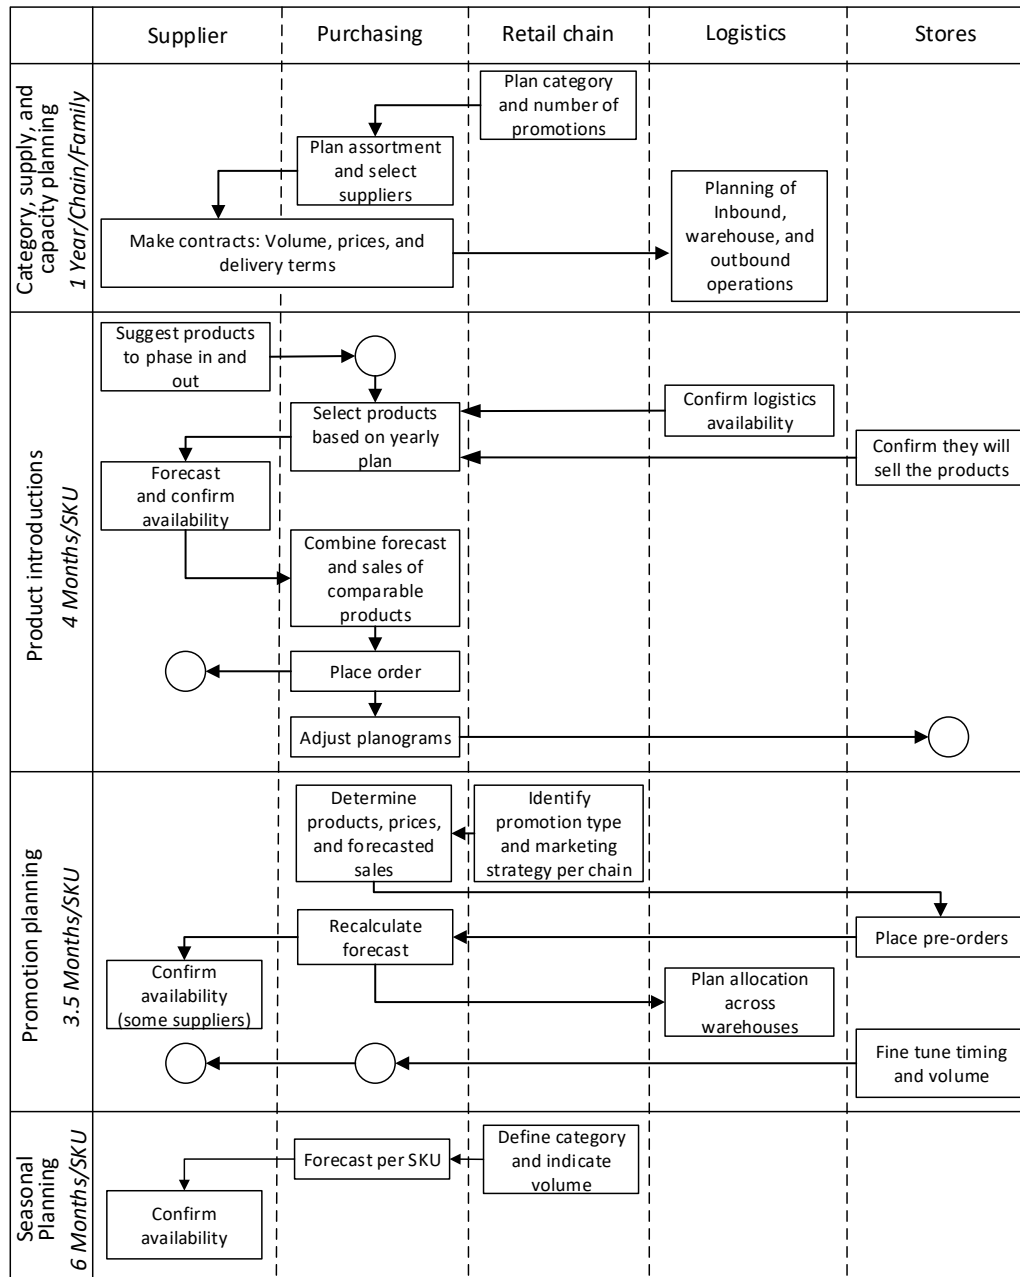 Supplier
Purchasing
Retail chain
Logistics
Stores
Category, supply, and
capacity planning
1 Year/Chain/Family
Plan category
and number of
promotions
Plan assortment
and select
suppliers
Make contracts: Volume, prices, and
delivery terms
Planning of
Inbound,
warehouse, and
outbound
operations
Product introductions
4 Months/SKU
Suggest products
to phase in and
out
Select products
based on yearly
plan
Confirm logistics
availability
Confirm they will
sell the products
Forecast
and confirm
availability
Combine forecast
and sales of
comparable
products
Place order
Adjust planograms
Promotion planning
3.5 Months/SKU
Determine
products, prices,
and forecasted
sales
Identify
promotion type
and marketing
strategy per chain
Place pre-orders
Recalculate
forecast
Confirm
availability
(some suppliers)
Plan allocation
across
warehouses
Fine tune timing
and volume
Seasonal
Planning
6 Months/SKU
Forecast per SKU
Define category
and indicate
volume
Confirm
availability